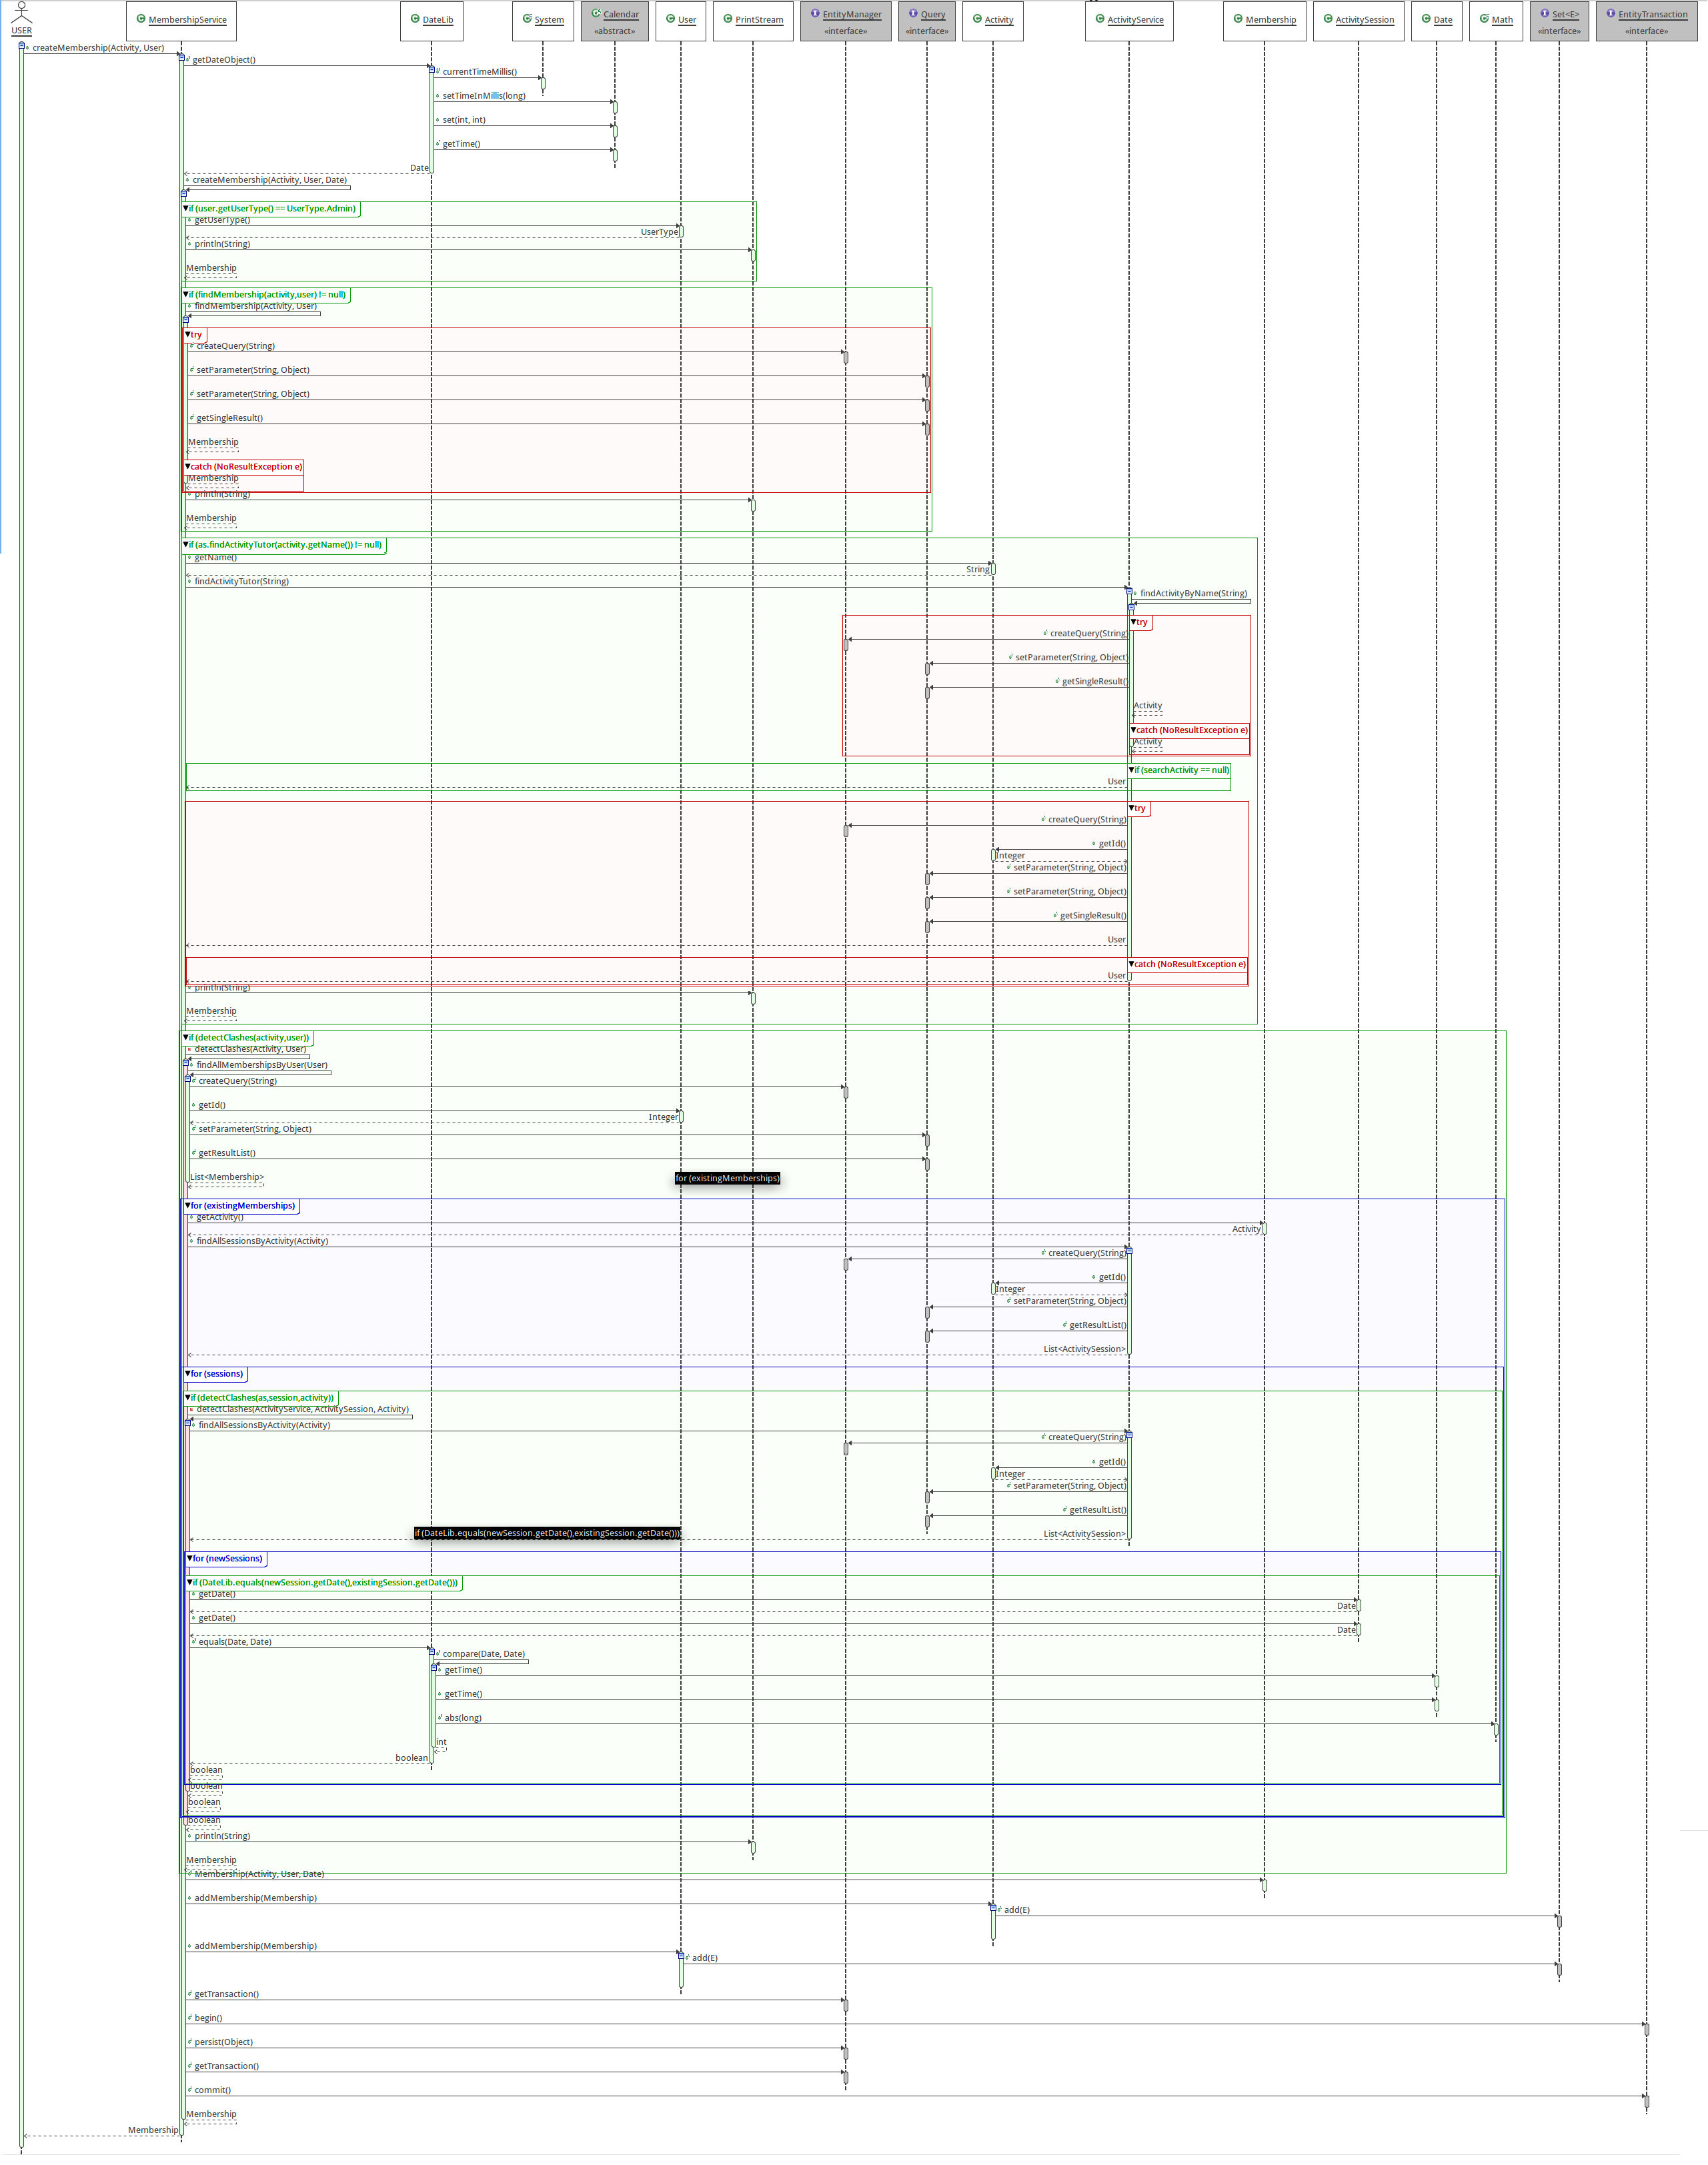 USER
MembershipService
DateLib
System
Calendar
«abstract»
User
PrintStream
EntityManager
«interface»
Query
«interface»
Activity
ActivityService
Membership
ActivitySession
Date
Math
Set<E>
«interface»
EntityTransaction
«interface»
createMembership(Activity, User)
getDateObject()
currentTimeMillis()
setTimeInMillis(long)
set(int, int)
getTime()
Date
createMembership(Activity, User, Date)
if (user.getUserType() == UserType.Admin)
getUserType()
UserType
println(String)
Membership
if (findMembership(activity,user) != null)
findMembership(Activity, User)
try
createQuery(String)
setParameter(String, Object)
setParameter(String, Object)
getSingleResult()
Membership
catch (NoResultException e)
Membership
println(String)
Membership
if (as.findActivityTutor(activity.getName()) != null)
getName()
String
findActivityTutor(String)
findActivityByName(String)
try
createQuery(String)
setParameter(String, Object)
getSingleResult()
Activity
catch (NoResultException e)
Activity
if (searchActivity == null)
User
try
createQuery(String)
getId()
Integer
setParameter(String, Object)
setParameter(String, Object)
getSingleResult()
User
catch (NoResultException e)
User
println(String)
Membership
if (detectClashes(activity,user))
detectClashes(Activity, User)
findAllMembershipsByUser(User)
createQuery(String)
getId()
Integer
setParameter(String, Object)
getResultList()
List<Membership>
for (existingMemberships)
for (existingMemberships)
getActivity()
Activity
findAllSessionsByActivity(Activity)
createQuery(String)
getId()
Integer
setParameter(String, Object)
getResultList()
List<ActivitySession>
for (sessions)
if (detectClashes(as,session,activity))
detectClashes(ActivityService, ActivitySession, Activity)
findAllSessionsByActivity(Activity)
createQuery(String)
getId()
Integer
setParameter(String, Object)
getResultList()
if (DateLib.equals(newSession.getDate(),existingSession.getDate()))
List<ActivitySession>
for (newSessions)
if (DateLib.equals(newSession.getDate(),existingSession.getDate()))
getDate()
Date
getDate()
Date
equals(Date, Date)
compare(Date, Date)
getTime()
getTime()
abs(long)
int
boolean
boolean
boolean
boolean
boolean
println(String)
Membership
Membership(Activity, User, Date)
addMembership(Membership)
add(E)
addMembership(Membership)
add(E)
getTransaction()
begin()
persist(Object)
getTransaction()
commit()
Membership
Membership